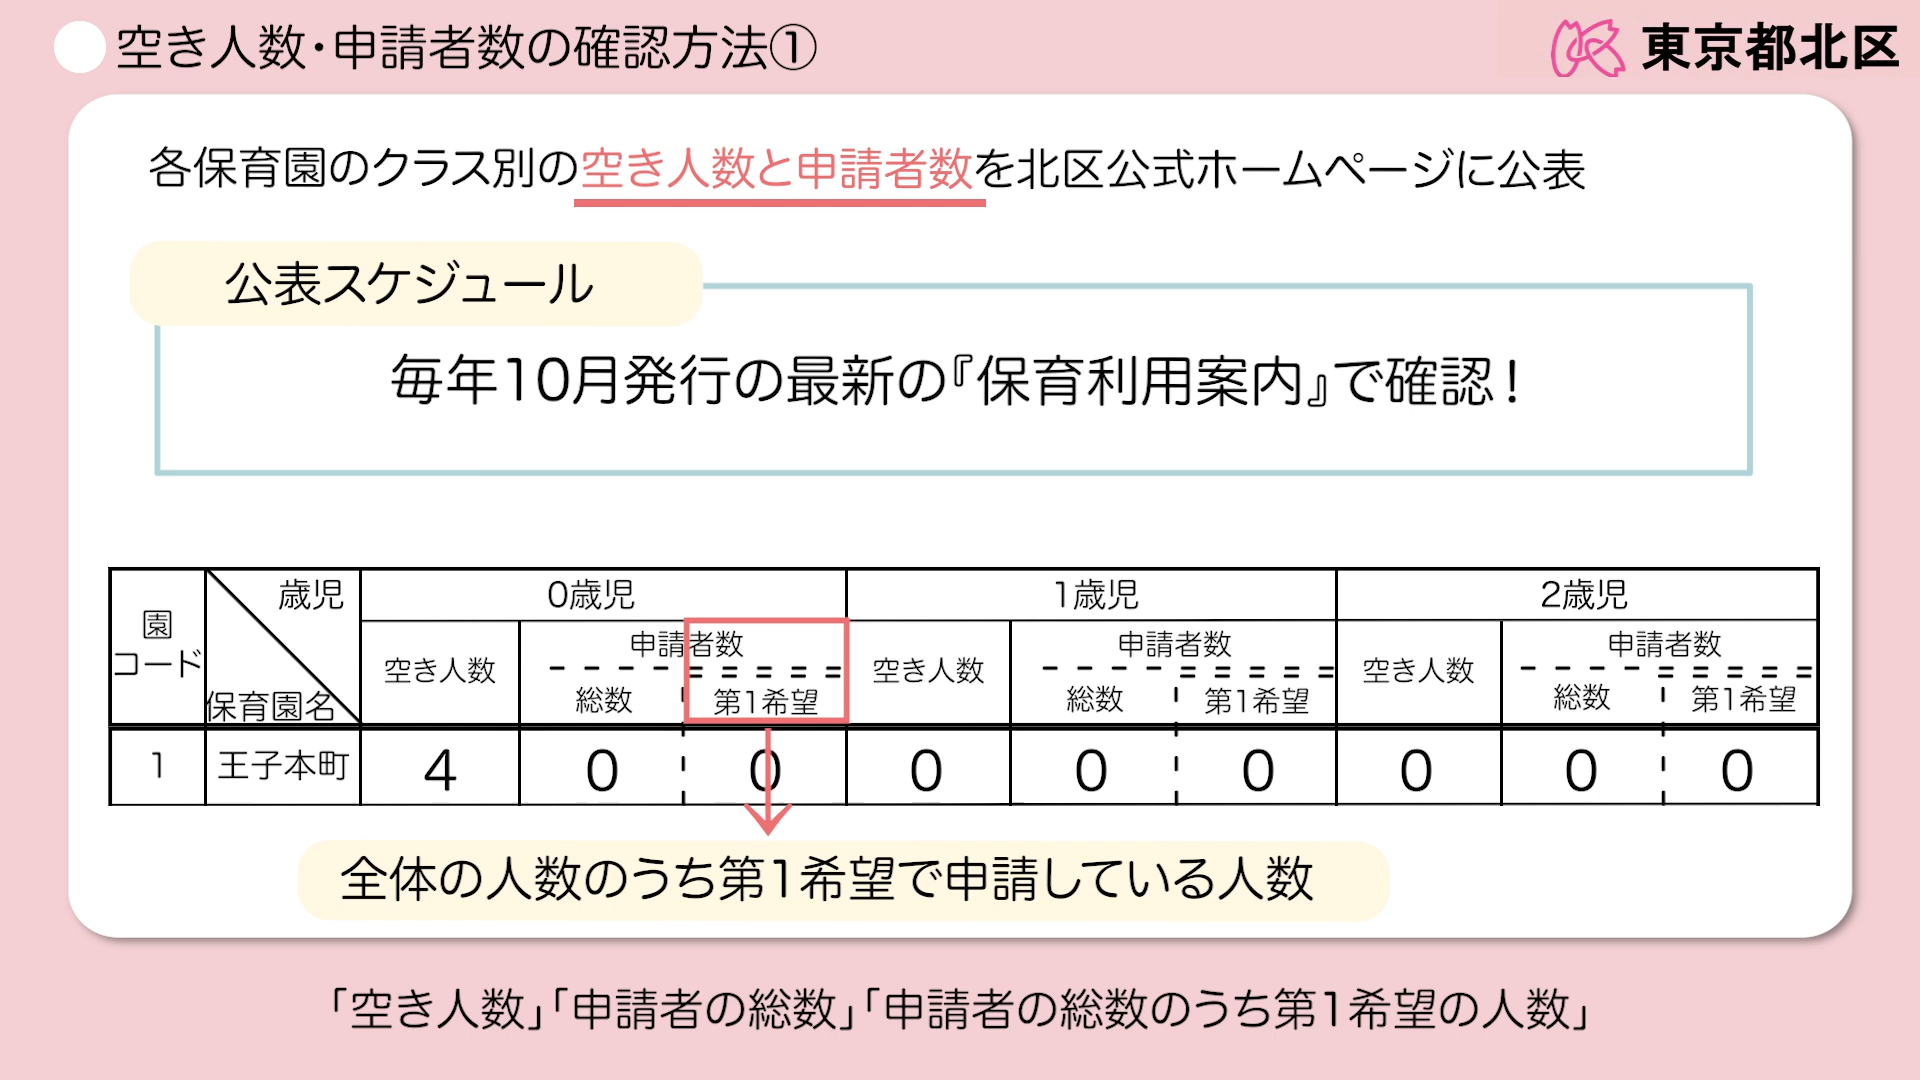 空き人数・申請者数の確認方法①
東京都北区
各保育園のクラス別の空き人数と申請者数を北区公式ホームページに公表
公表スケジュール
毎年10月発行の最新の『保育利用案内』で確認！
園コード 歳児 保育園名 0歳児 1歳児 2歳児
空き人数 申請者数 空き人数 申請者数 空き人数 申請者数
総数 第1希望 総数 第1希望 総数 第1希望
1 王子本町 4 0 0 0 0 0 0 0 0
全体の人数のうち第1希望で申請している人数
「空き人数」「申請者の総数」「申請者の総数のうち第1希望の人数」